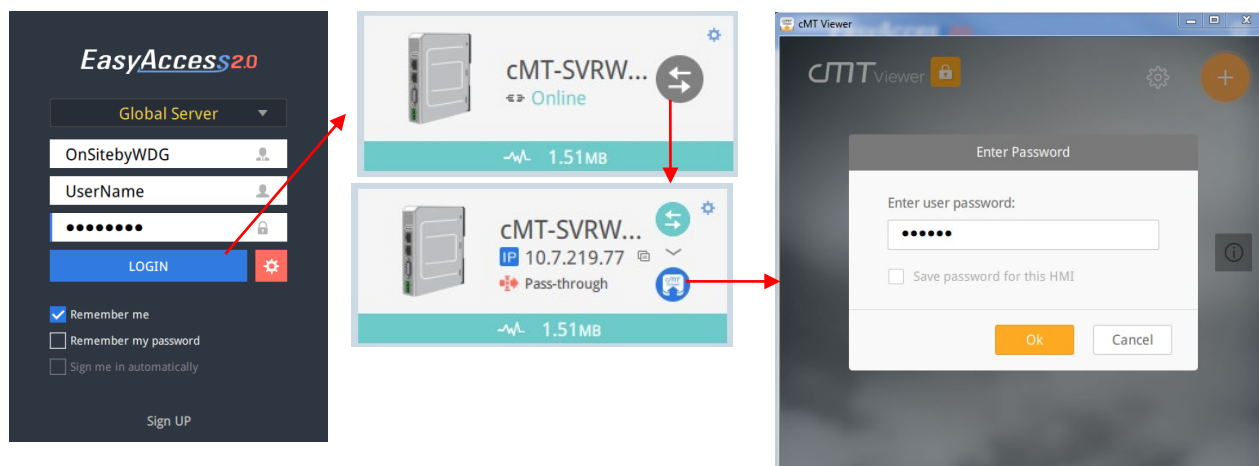 EasyAccess2.0
Global Server
OnSitebyWDG
UserName
LOGIN
Remember me
Remember my password
Sign me in automatically
Sign UP
cMT-SVRW...
Online
1.51MB
cMT-SVRW...
IP 10.7.219.77
Pass-through
cMT
1.51MB
cMT Viewer
cMT Viewer
Enter Password
Enter user password:
Save password for this HMI
Ok
Cancel